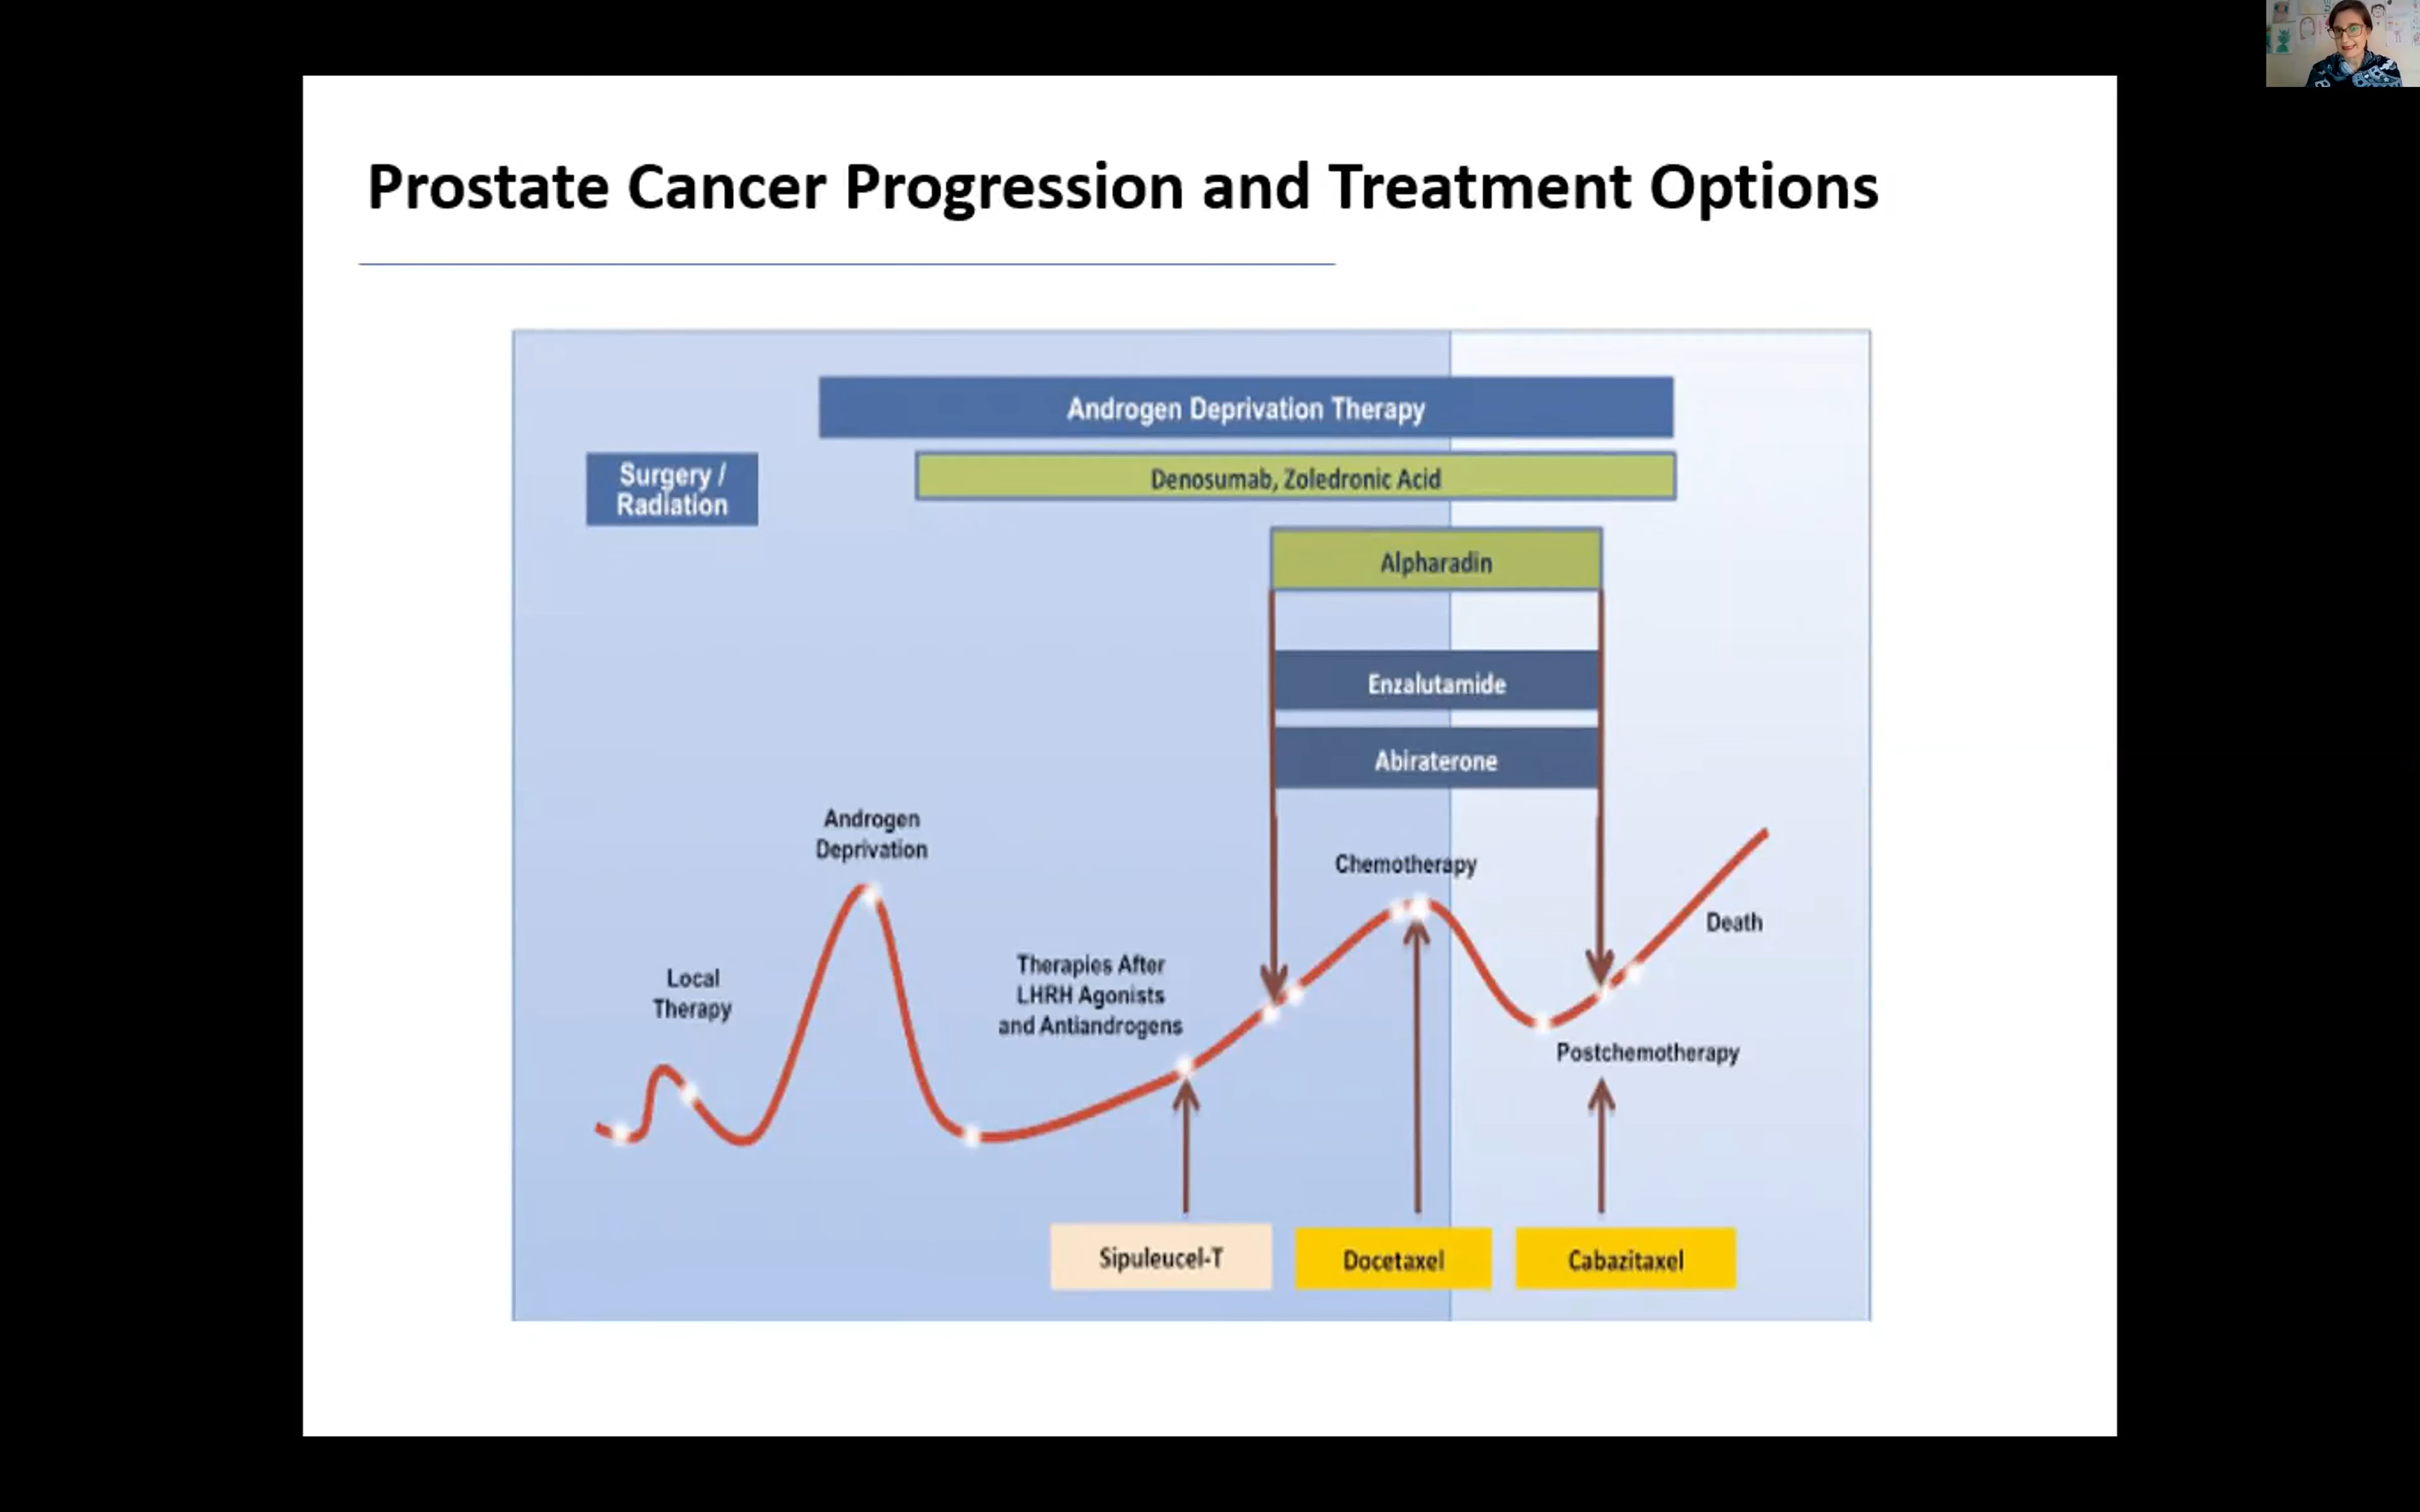 Prostate Cancer Progression and Treatment Options
Androgen Deprivation Therapy
Surgery /
Radiation
Denosumab, Zoledronic Acid
Alpharadin
Enzalutamide
Abiraterone
Androgen
Deprivation
Chemotherapy
Death
Local
Therapy
Therapies After
LHRH Agonists
and Antiandrogens
Postchemotherapy
Sipuleucel-T
Docetaxel
Cabazitaxel